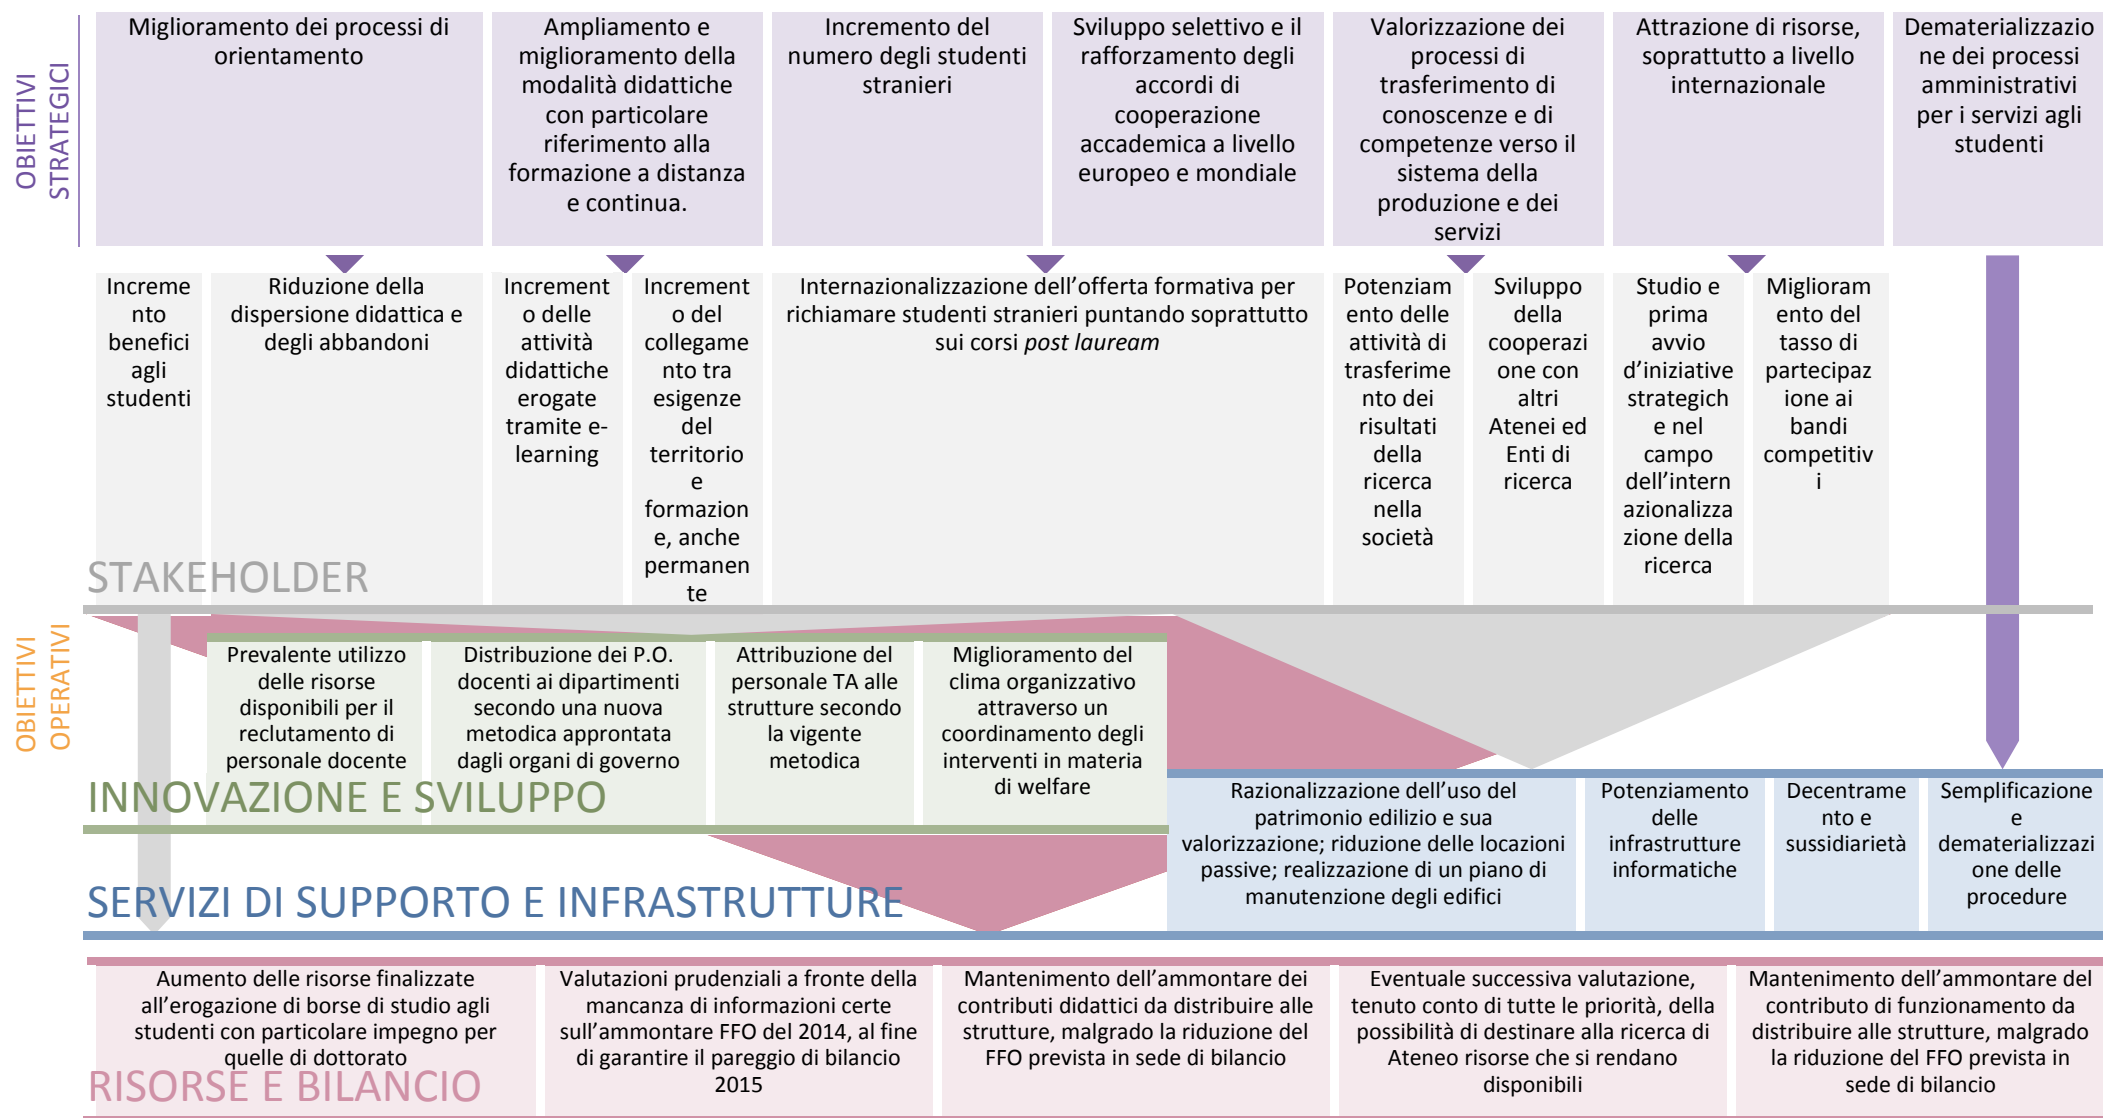 OBIETTIVI
STRATEGICI
Miglioramento dei processi di
orientamento
Ampliamento e
miglioramento della
modalità didattiche
con particolare
riferimento alla
formazione a distanza
e continua.
Incremento del
numero degli studenti
stranieri
Sviluppo selettivo e il
rafforzamento degli
accordi di
cooperazione
accademica a livello
europeo e mondiale
Valorizzazione dei
processi di
trasferimento di
conoscenze e di
competenze verso il
sistema della
produzione e dei
servizi
Attrazione di risorse,
soprattutto a livello
internazionale
Dematerializzazio
ne dei processi
amministrativi
per i servizi agli
studenti
Increme
nto
benefici
agli
studenti
Riduzione della
dispersione didattica e
degli abbandoni
Increment
o delle
attività
didattiche
erogate
tramite e-
learning
Increment
o del
collegame
nto tra
esigenze
del
territorio
e
formazion
e, anche
permanen
te
Internazionalizzazione dell'offerta formativa per
richiamare studenti stranieri puntando soprattutto
sui corsi post lauream
Potenziam
ento delle
attività di
trasferime
nto dei
risultati
della
ricerca
nella
società
Sviluppo
della
cooperazi
one con
altri
Atenei ed
Enti di
ricerca
Studio e
prima
avvio
d'iniziative
strategich
e nel
campo
dell'intern
azionalizza
zione della
ricerca
Miglioram
ento del
tasso di
partecipaz
ione ai
bandi
competitiv
i
STAKEHOLDER
OBIETTIVI
OPERATIVI
Prevalente utilizzo
delle risorse
disponibili per il
reclutamento di
personale docente
Distribuzione dei P.O.
docenti ai dipartimenti
secondo una nuova
metodica approntata
dagli organi di governo
Attribuzione del
personale TA alle
strutture secondo
la vigente
metodica
Miglioramento del
clima organizzativo
attraverso un
coordinamento degli
interventi in materia
di welfare
INNOVAZIONE E SVILUPPO
Razionalizzazione dell'uso del
patrimonio edilizio e sua
valorizzazione; riduzione delle locazioni
passive; realizzazione di un piano di
manutenzione degli edifici
Potenziamento
delle
infrastrutture
informatiche
Decentrame
nto e
sussidiarietà
Semplificazione
e
dematerializzazi
one delle
procedure
SERVIZI DI SUPPORTO E INFRASTRUTTURE
Aumento delle risorse finalizzate
all'erogazione di borse di studio agli
studenti con particolare impegno per
quelle di dottorato
Valutazioni prudenziali a fronte della
mancanza di informazioni certe
sull'ammontare FFO del 2014, al fine
di garantire il pareggio di bilancio
2015
Mantenimento dell'ammontare dei
contributi didattici da distribuire alle
strutture, malgrado la riduzione del
FFO prevista in sede di bilancio
Eventuale successiva valutazione,
tenuto conto di tutte le priorità, della
possibilità di destinare alla ricerca di
Ateneo risorse che si rendano
disponibili
Mantenimento dell'ammontare del
contributo di funzionamento da
distribuire alle strutture, malgrado
la riduzione del FFO prevista in
sede di bilancio
RISORSE E BILANCIO